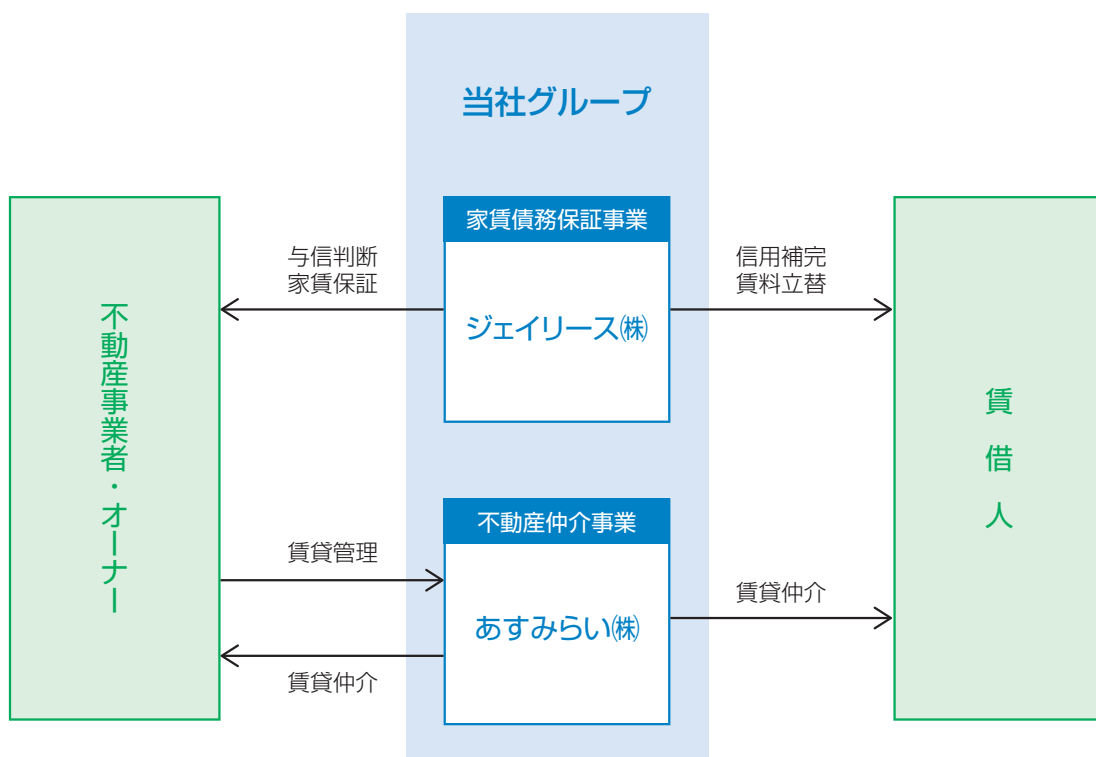 当社グループ
家賃債務保証事業
ジェイリース㈱
与信判断
家賃保証
信用補完
賃料立替
不動産事業者・オーナー
賃借人
不動産仲介事業
あすみらい㈱
賃貸管理
賃貸仲介
賃貸仲介